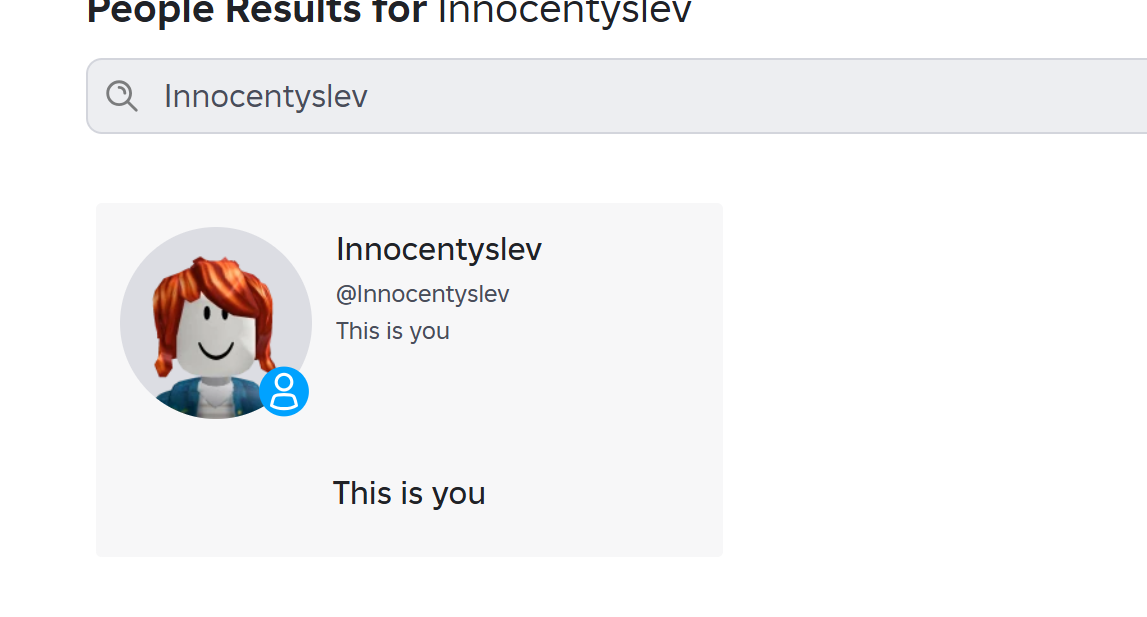 People Results for Innocentyslev
Innocentyslev
Innocentyslev
@Innocentyslev
This is you
This is you